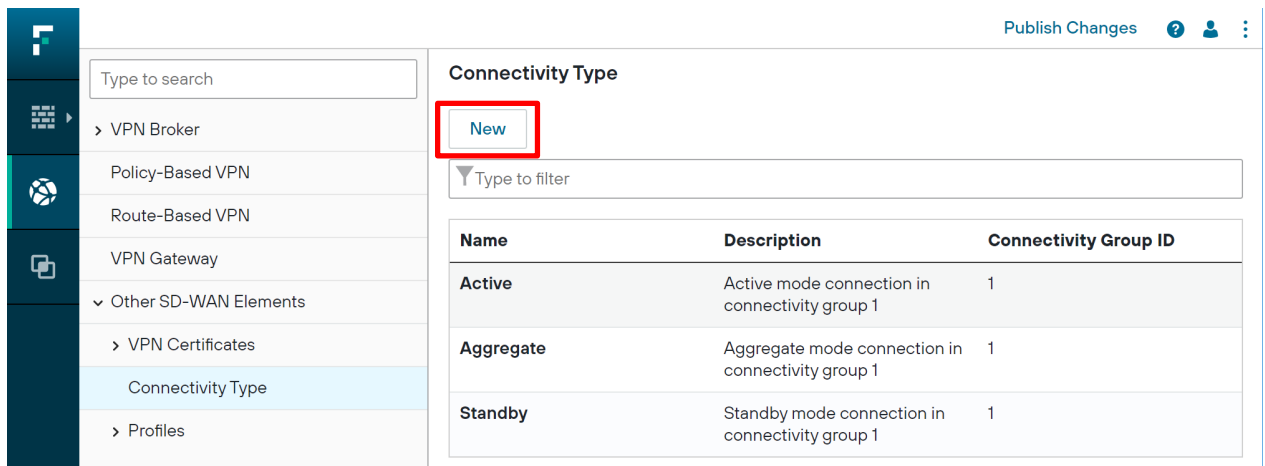 Publish Changes
Type to search
VPN Broker
Policy-Based VPN
Route-Based VPN
VPN Gateway
Other SD-WAN Elements
VPN Certificates
Connectivity Type
Profiles
Connectivity Type
New
Type to filter
Name Description Connectivity Group ID
Active Active mode connection in 1
connectivity group 1
Aggregate Aggregate mode connection in 1
connectivity group 1
Standby Standby mode connection in 1
connectivity group 1